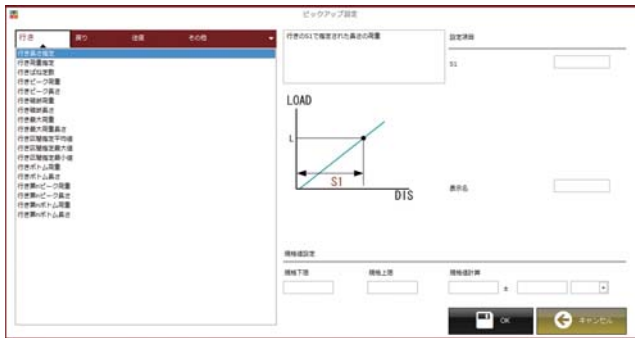 ピックアップ設定
行き 戻り 往復 その他
行き長さ指定
行き荷重指定
行きばね定数
行きピーク荷重
行きピーク長さ
行き破断荷重
行き破断長さ
行き最大荷重
行き最大荷重長さ
行き区間指定平均値
行き区間指定最大値
行き区間指定最小値
行きボトム荷重
行きボトム長さ
行き第nピーク荷重
行き第nピーク長さ
行き第nボトム荷重
行き第nボトム長さ
行きのS1で指定された長さの荷重
LOAD
L
S1
DIS
設定項目
S1
表示名
規格値設定
規格下限 規格上限 規格値計算
±
OK キャンセル